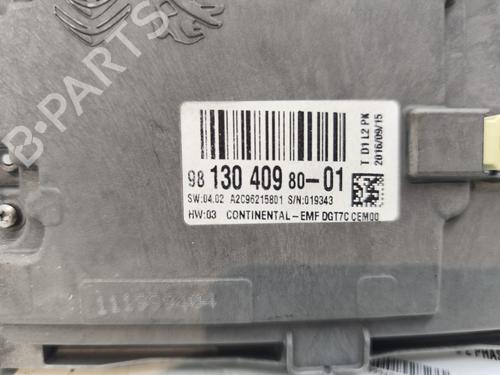 B-PARTS
98 130 409 80-01
SW:04.02 A2C96215801 S/N:019343
HW:03 CONTINENTAL-EMF DGT7C CEM00
T D1 L2 PK
2016/09/15